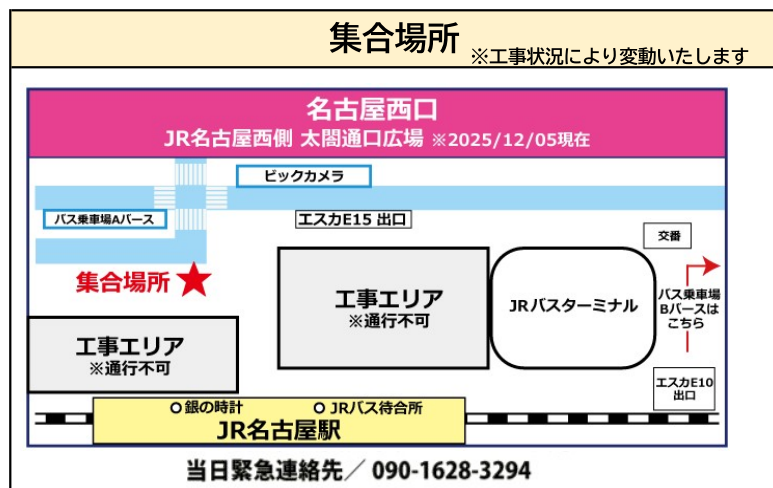 集合場所 ※工事状況により変動いたします
名古屋西口
JR名古屋西側 太閤通口広場 ※2025/12/05現在
ビックカメラ
バス乗車場Aバース
エスカE15 出口
交番
集合場所★
工事エリア
※通行不可
JRバスターミナル
バス乗車場
Bバースは
こちら
工事エリア
※通行不可
エスカE10
出口
○銀の時計 ○JRバス待合所
JR名古屋駅
当日緊急連絡先／ 090-1628-3294